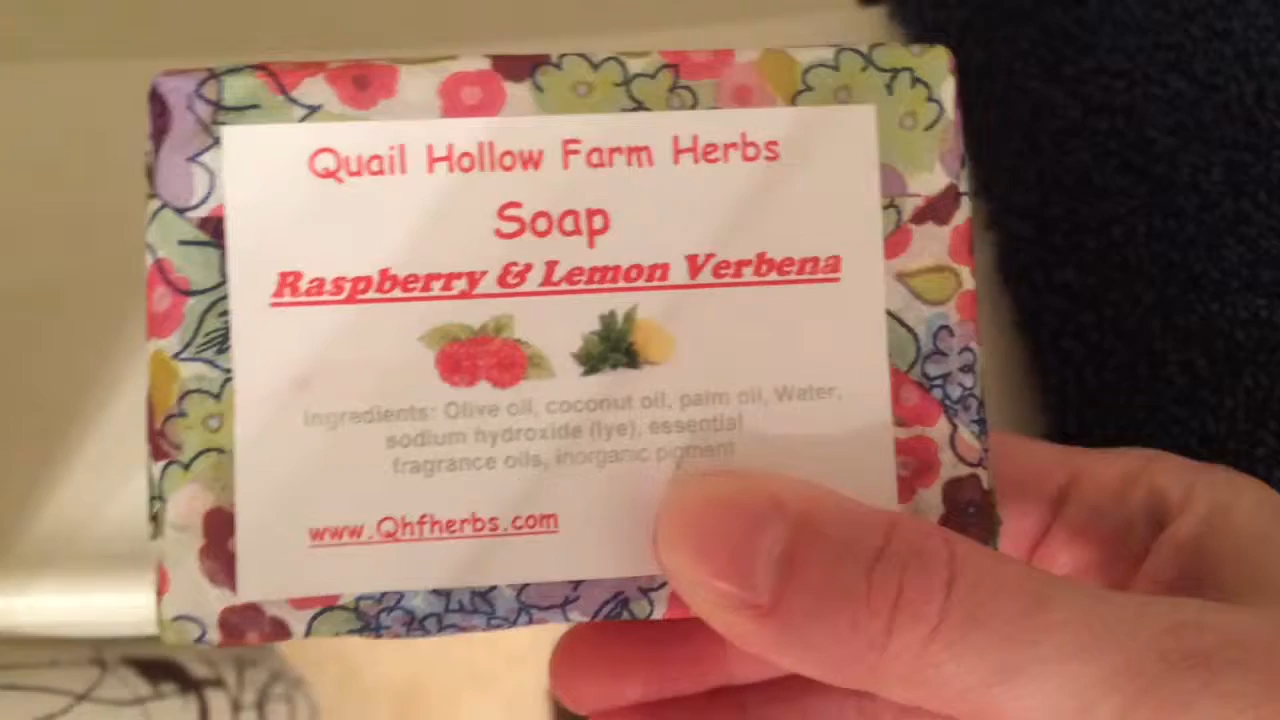 Quail Hollow Farm Herbs
Soap
Raspberry & Lemon Verbena
Ingredients: Olive oil, coconut oil, palm oil, Water,
sodium hydroxide (lye), essential
fragrance oils, inorganic pigment
www.Qhfherbs.com